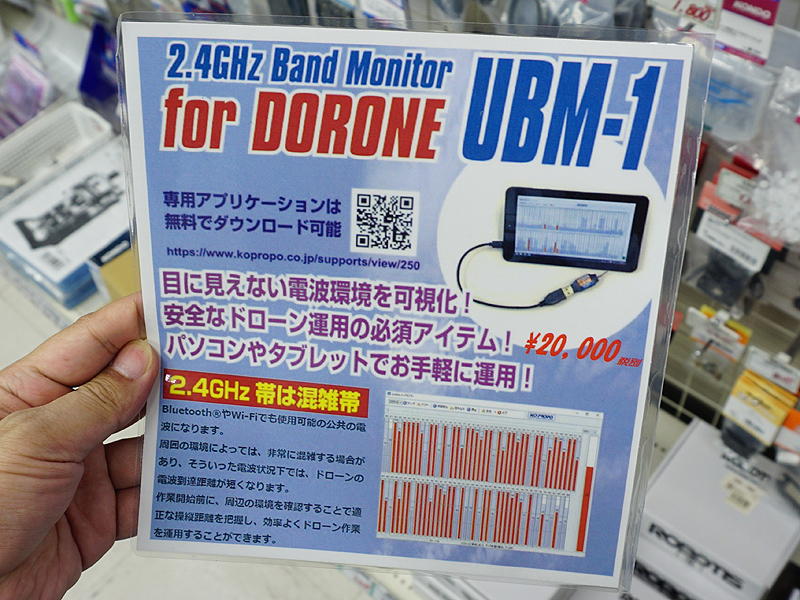 2.4GHz Band Monitor
for DORONE
UBM-1
専用アプリケーションは
無料でダウンロード可能
https://www.kopropo.co.jp/supports/view/250
目に見えない電波環境を可視化！
安全なドローン運用の必須アイテム！
パソコンやタブレットでお手軽に運用！
¥20,000税別
2.4GHz 帯は混雑帯
Bluetooth®やWi-Fiでも使用可能の公共の電
波になります。
周囲の環境によっては、非常に混雑する場合が
あり、そういった電波状況下では、ドローンの
電波到達距離が短くなります。
作業開始前に、周辺の環境を確認することで適
正な操縦距離を把握し、効率よくドローン作業
を運用することができます。
KO PROPO
1,800
KONDO
ROBOTIS